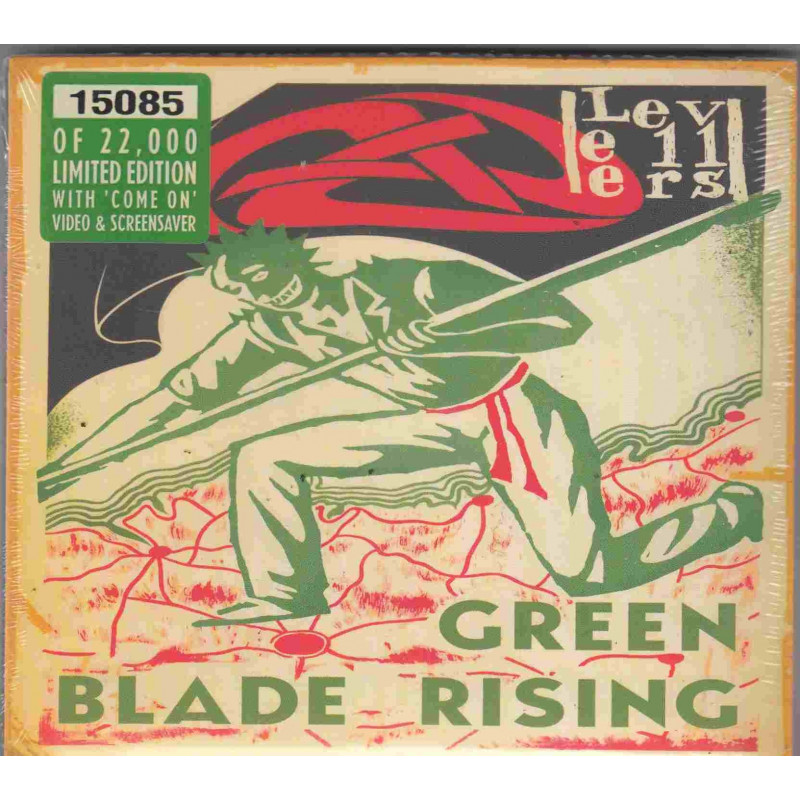 15085
OF 22,000
LIMITED EDITION
WITH 'COME ON'
VIDEO & SCREENSAVER
Levellers
GREEN
BLADE RISING